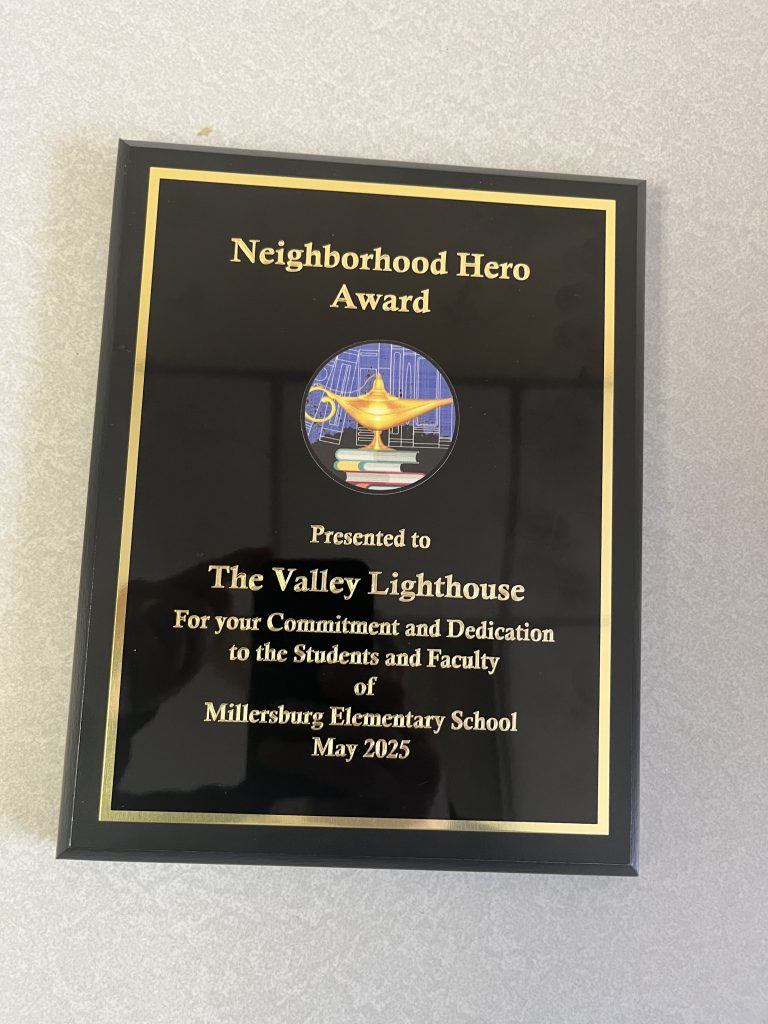 Neighborhood Hero
Award
Presented to
The Valley Lighthouse
For your Commitment and Dedication
to the Students and Faculty
of
Millersburg Elementary School
May 2025